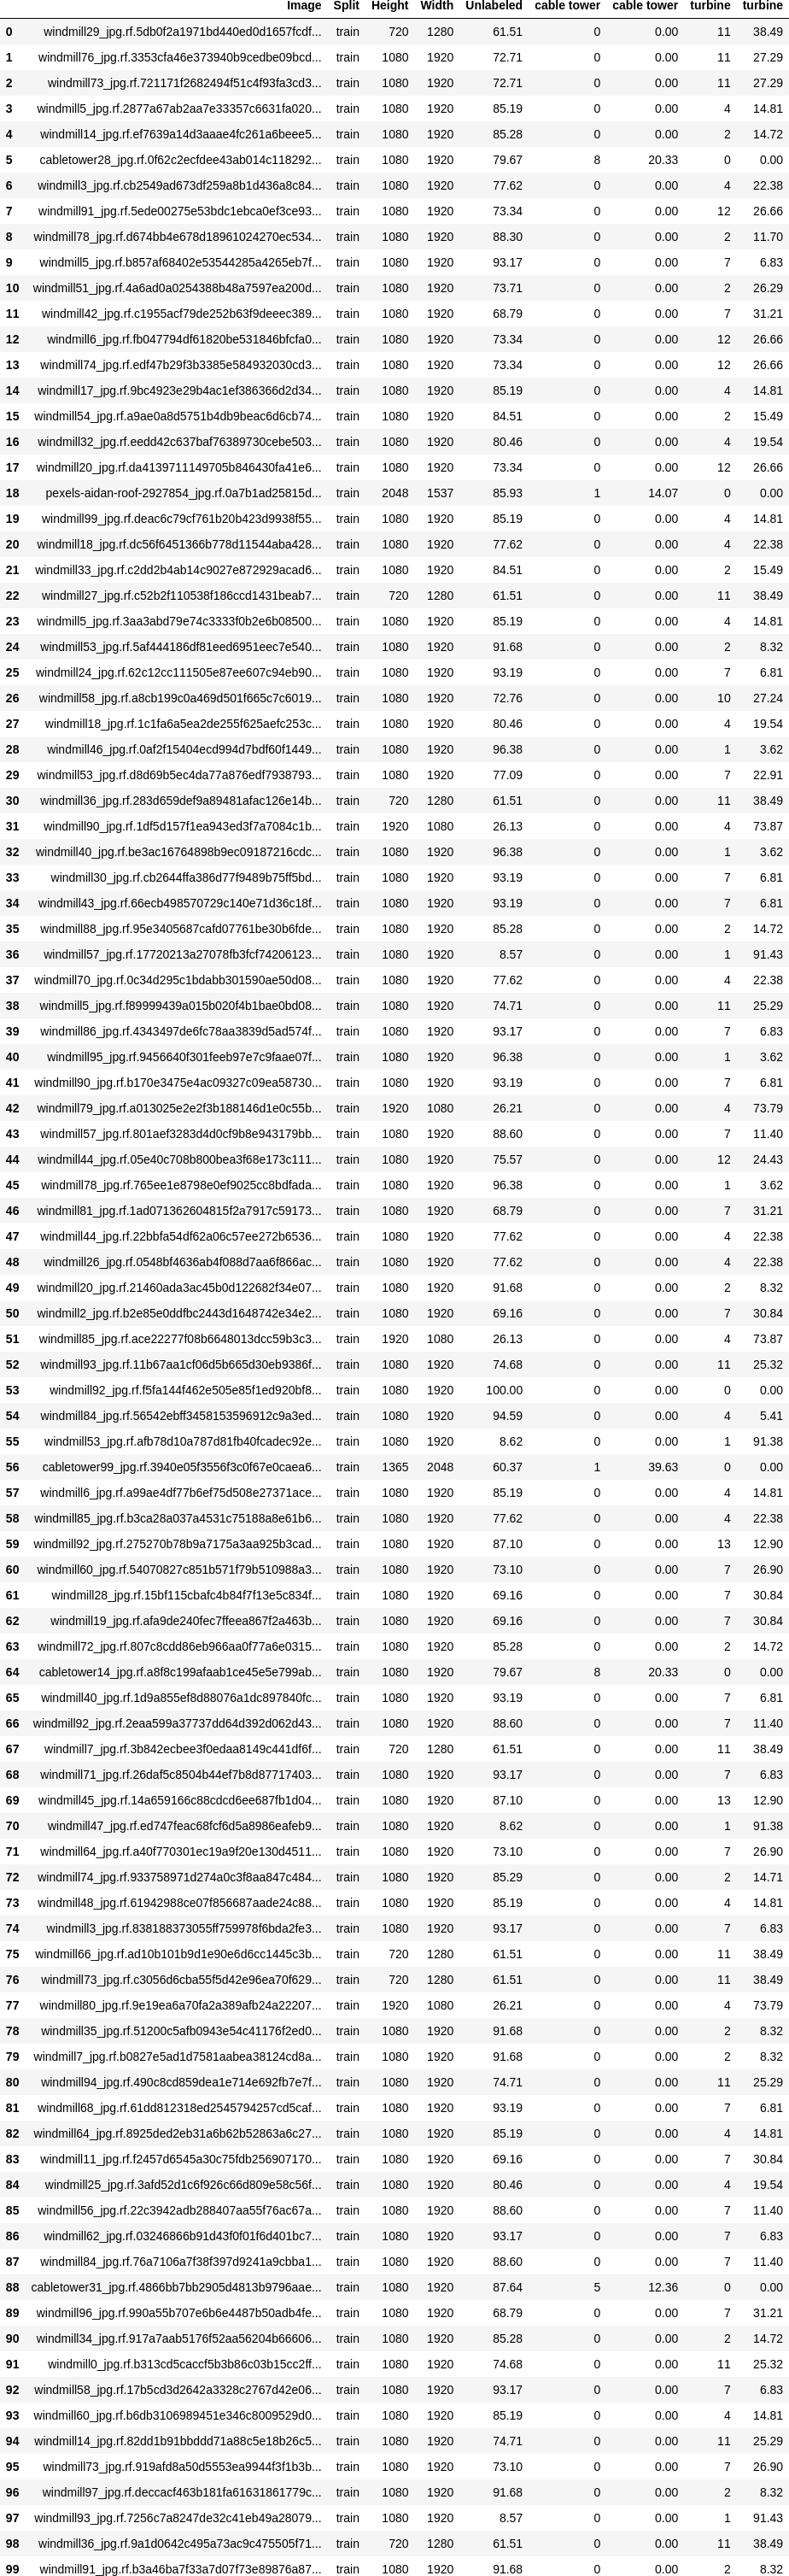 Image Split Height Width Unlabeled cable tower cable tower turbine turbine
0 windmill29_jpg.rf.5db0f2a1971bd440ed0d1657fcdf... train 720 1280 61.51 0 0.00 11 38.49
1 windmill76_jpg.rf.3353cfa46e373940b9cedbe09bcd... train 1080 1920 72.71 0 0.00 11 27.29
2 windmill73_jpg.rf.721171f2682494f51c4f93fa3cd3... train 1080 1920 72.71 0 0.00 11 27.29
3 windmill5_jpg.rf.2877a67ab2aa7e33357c6631fa020... train 1080 1920 85.19 0 0.00 4 14.81
4 windmill14_jpg.rf.ef7639a14d3aaae4fc261a6beee5... train 1080 1920 85.28 0 0.00 2 14.72
5 cabletower28_jpg.rf.0f62c2ecfdee43ab014c118292... train 1080 1920 79.67 8 20.33 0 0.00
6 windmill3_jpg.rf.cb2549ad673df259a8b1d436a8c84... train 1080 1920 77.62 0 0.00 4 22.38
7 windmill91_jpg.rf.5ede00275e53bdc1ebca0ef3ce93... train 1080 1920 73.34 0 0.00 12 26.66
8 windmill78_jpg.rf.d674bb4e678d18961024270ec534... train 1080 1920 88.30 0 0.00 2 11.70
9 windmill5_jpg.rf.b857af68402e53544285a4265eb7f... train 1080 1920 93.17 0 0.00 7 6.83
10 windmill51_jpg.rf.4a6ad0a0254388b48a7597ea200d... train 1080 1920 73.71 0 0.00 2 26.29
11 windmill42_jpg.rf.c1955acf79de252b63f9deeec389... train 1080 1920 68.79 0 0.00 7 31.21
12 windmill6_jpg.rf.fb047794df61820be531846bfcfa0... train 1080 1920 73.34 0 0.00 12 26.66
13 windmill74_jpg.rf.edf47b29f3b3385e584932030cd3... train 1080 1920 73.34 0 0.00 12 26.66
14 windmill17_jpg.rf.9bc4923e29b4ac1ef386366d2d34... train 1080 1920 85.19 0 0.00 4 14.81
15 windmill54_jpg.rf.a9ae0a8d5751b4db9beac6d6cb74... train 1080 1920 84.51 0 0.00 2 15.49
16 windmill32_jpg.rf.eedd42c637baf76389730cebe503... train 1080 1920 80.46 0 0.00 4 19.54
17 windmill20_jpg.rf.da4139711149705b846430fa41e6... train 1080 1920 73.34 0 0.00 12 26.66
18 pexels-aidan-roof-2927854_jpg.rf.0a7b1ad25815d... train 2048 1537 85.93 1 14.07 0 0.00
19 windmill99_jpg.rf.deac6c79cf761b20b423d9938f55... train 1080 1920 85.19 0 0.00 4 14.81
20 windmill18_jpg.rf.dc56f6451366b778d11544aba428... train 1080 1920 77.62 0 0.00 4 22.38
21 windmill33_jpg.rf.c2dd2b4ab14c9027e872929acad6... train 1080 1920 84.51 0 0.00 2 15.49
22 windmill27_jpg.rf.c52b2f110538f186ccd1431beab7... train 720 1280 61.51 0 0.00 11 38.49
23 windmill5_jpg.rf.3aa3abd79e74c3333f0b2e6b08500... train 1080 1920 85.19 0 0.00 4 14.81
24 windmill53_jpg.rf.5af444186df81eed6951eec7e540... train 1080 1920 91.68 0 0.00 2 8.32
25 windmill24_jpg.rf.62c12cc111505e87ee607c94eb90... train 1080 1920 93.19 0 0.00 7 6.81
26 windmill58_jpg.rf.a8cb199c0a469d501f665c7c6019... train 1080 1920 72.76 0 0.00 10 27.24
27 windmill18_jpg.rf.1c1fa6a5ea2de255f625aefc253c... train 1080 1920 80.46 0 0.00 4 19.54
28 windmill46_jpg.rf.0af2f15404ecd994d7bdf60f1449... train 1080 1920 96.38 0 0.00 1 3.62
29 windmill53_jpg.rf.d8d69b5ec4da77a876edf7938793... train 1080 1920 77.09 0 0.00 7 22.91
30 windmill36_jpg.rf.283d659def9a89481afac126e14b... train 720 1280 61.51 0 0.00 11 38.49
31 windmill90_jpg.rf.1df5d157f1ea943ed3f7a7084c1b... train 1920 1080 26.13 0 0.00 4 73.87
32 windmill40_jpg.rf.be3ac16764898b9ec09187216cdc... train 1080 1920 96.38 0 0.00 1 3.62
33 windmill30_jpg.rf.cb2644ffa386d77f9489b75ff5bd... train 1080 1920 93.19 0 0.00 7 6.81
34 windmill43_jpg.rf.66ecb498570729c140e71d36c18f... train 1080 1920 93.19 0 0.00 7 6.81
35 windmill88_jpg.rf.95e3405687cafd07761be30b6fde... train 1080 1920 85.28 0 0.00 2 14.72
36 windmill57_jpg.rf.17720213a27078fb3fcf74206123... train 1080 1920 8.57 0 0.00 1 91.43
37 windmill70_jpg.rf.0c34d295c1bdabb301590ae50d08... train 1080 1920 77.62 0 0.00 4 22.38
38 windmill5_jpg.rf.f89999439a015b020f4b1bae0bd08... train 1080 1920 74.71 0 0.00 11 25.29
39 windmill86_jpg.rf.4343497de6fc78aa3839d5ad574f... train 1080 1920 93.17 0 0.00 7 6.83
40 windmill95_jpg.rf.9456640f301feeb97e7c9faae07f... train 1080 1920 96.38 0 0.00 1 3.62
41 windmill90_jpg.rf.b170e3475e4ac09327c09ea58730... train 1080 1920 93.19 0 0.00 7 6.81
42 windmill79_jpg.rf.a013025e2e2f3b188146d1e0c55b... train 1920 1080 26.21 0 0.00 4 73.79
43 windmill57_jpg.rf.801aef3283d4d0cf9b8e943179bb... train 1080 1920 88.60 0 0.00 7 11.40
44 windmill44_jpg.rf.05e40c708b800bea3f68e173c111... train 1080 1920 75.57 0 0.00 12 24.43
45 windmill78_jpg.rf.765ee1e8798e0ef9025cc8bdfada... train 1080 1920 96.38 0 0.00 1 3.62
46 windmill81_jpg.rf.1ad071362604815f2a7917c59173... train 1080 1920 68.79 0 0.00 7 31.21
47 windmill44_jpg.rf.22bbfa54df62a06c57ee272b6536... train 1080 1920 77.62 0 0.00 4 22.38
48 windmill26_jpg.rf.0548bf4636ab4f088d7aa6f866ac... train 1080 1920 77.62 0 0.00 4 22.38
49 windmill20_jpg.rf.21460ada3ac45b0d122682f34e07... train 1080 1920 91.68 0 0.00 2 8.32
50 windmill2_jpg.rf.b2e85e0ddfbc2443d1648742e34e2... train 1080 1920 69.16 0 0.00 7 30.84
51 windmill85_jpg.rf.ace22277f08b6648013dcc59b3c3... train 1920 1080 26.13 0 0.00 4 73.87
52 windmill93_jpg.rf.11b67aa1cf06d5b665d30eb9386f... train 1080 1920 74.68 0 0.00 11 25.32
53 windmill92_jpg.rf.f5fa144f462e505e85f1ed920bf8... train 1080 1920 100.00 0 0.00 0 0.00
54 windmill84_jpg.rf.56542ebff3458153596912c9a3ed... train 1080 1920 94.59 0 0.00 4 5.41
55 windmill53_jpg.rf.afb78d10a787d81fb40fcadec92e... train 1080 1920 8.62 0 0.00 1 91.38
56 cabletower99_jpg.rf.3940e05f3556f3c0f67e0caea6... train 1365 2048 60.37 1 39.63 0 0.00
57 windmill6_jpg.rf.a99ae4df77b6ef75d508e27371ace... train 1080 1920 85.19 0 0.00 4 14.81
58 windmill85_jpg.rf.b3ca28a037a4531c75188a8e61b6... train 1080 1920 77.62 0 0.00 4 22.38
59 windmill92_jpg.rf.275270b78b9a7175a3aa925b3cad... train 1080 1920 87.10 0 0.00 13 12.90
60 windmill60_jpg.rf.54070827c851b571f79b510988a3... train 1080 1920 73.10 0 0.00 7 26.90
61 windmill28_jpg.rf.15bf115cbafc4b84f7f13e5c834f... train 1080 1920 69.16 0 0.00 7 30.84
62 windmill19_jpg.rf.afa9de240fec7ffeea867f2a463b... train 1080 1920 69.16 0 0.00 7 30.84
63 windmill72_jpg.rf.807c8cdd86eb966aa0f77a6e0315... train 1080 1920 85.28 0 0.00 2 14.72
64 cabletower14_jpg.rf.a8f8c199afaab1ce45e5e799ab... train 1080 1920 79.67 8 20.33 0 0.00
65 windmill40_jpg.rf.1d9a855ef8d88076a1dc897840fc... train 1080 1920 93.19 0 0.00 7 6.81
66 windmill92_jpg.rf.2eaa599a37737dd64d392d062d43... train 1080 1920 88.60 0 0.00 7 11.40
67 windmill7_jpg.rf.3b842ecbee3f0edaa8149c441df6f... train 720 1280 61.51 0 0.00 11 38.49
68 windmill71_jpg.rf.26daf5c8504b44ef7b8d87717403... train 1080 1920 93.17 0 0.00 7 6.83
69 windmill45_jpg.rf.14a659166c88cdcd6ee687fb1d04... train 1080 1920 87.10 0 0.00 13 12.90
70 windmill47_jpg.rf.ed747feac68fcf6d5a8986eafeb9... train 1080 1920 8.62 0 0.00 1 91.38
71 windmill64_jpg.rf.a40f770301ec19a9f20e130d4511... train 1080 1920 73.10 0 0.00 7 26.90
72 windmill74_jpg.rf.933758971d274a0c3f8aa847c484... train 1080 1920 85.29 0 0.00 2 14.71
73 windmill48_jpg.rf.61942988ce07f856687aade24c88... train 1080 1920 85.19 0 0.00 4 14.81
74 windmill3_jpg.rf.838188373055ff759978f6bda2fe3... train 1080 1920 93.17 0 0.00 7 6.83
75 windmill66_jpg.rf.ad10b101b9d1e90e6d6cc1445c3b... train 720 1280 61.51 0 0.00 11 38.49
76 windmill73_jpg.rf.c3056d6cba55f5d42e96ea70f629... train 720 1280 61.51 0 0.00 11 38.49
77 windmill80_jpg.rf.9e19ea6a70fa2a389afb24a22207... train 1920 1080 26.21 0 0.00 4 73.79
78 windmill35_jpg.rf.51200c5afb0943e54c41176f2ed0... train 1080 1920 91.68 0 0.00 2 8.32
79 windmill7_jpg.rf.b0827e5ad1d7581aabea38124cd8a... train 1080 1920 91.68 0 0.00 2 8.32
80 windmill94_jpg.rf.490c8cd859dea1e714e692fb7e7f... train 1080 1920 74.71 0 0.00 11 25.29
81 windmill68_jpg.rf.61dd812318ed2545794257cd5caf... train 1080 1920 93.19 0 0.00 7 6.81
82 windmill64_jpg.rf.8925ded2eb31a6b62b52863a6c27... train 1080 1920 85.19 0 0.00 4 14.81
83 windmill11_jpg.rf.f2457d6545a30c75fdb256907170... train 1080 1920 69.16 0 0.00 7 30.84
84 windmill25_jpg.rf.3afd52d1c6f926c66d809e58c56f... train 1080 1920 80.46 0 0.00 4 19.54
85 windmill56_jpg.rf.22c3942adb288407aa55f76ac67a... train 1080 1920 88.60 0 0.00 7 11.40
86 windmill62_jpg.rf.03246866b91d43f0f01f6d401bc7... train 1080 1920 93.17 0 0.00 7 6.83
87 windmill84_jpg.rf.76a7106a7f38f397d9241a9cbba1... train 1080 1920 88.60 0 0.00 7 11.40
88 cabletower31_jpg.rf.4866bb7bb2905d4813b9796aae... train 1080 1920 87.64 5 12.36 0 0.00
89 windmill96_jpg.rf.990a55b707e6b6e4487b50adb4fe... train 1080 1920 68.79 0 0.00 7 31.21
90 windmill34_jpg.rf.917a7aab5176f52aa56204b66606... train 1080 1920 85.28 0 0.00 2 14.72
91 windmill0_jpg.rf.b313cd5caccf5b3b86c03b15cc2ff... train 1080 1920 74.68 0 0.00 11 25.32
92 windmill58_jpg.rf.17b5cd3d2642a3328c2767d42e06... train 1080 1920 93.17 0 0.00 7 6.83
93 windmill60_jpg.rf.b6db3106989451e346c8009529d0... train 1080 1920 85.19 0 0.00 4 14.81
94 windmill14_jpg.rf.82dd1b91bbddd71a88c5e18b26c5... train 1080 1920 74.71 0 0.00 11 25.29
95 windmill73_jpg.rf.919afd8a50d5553ea9944f3f1b3b... train 1080 1920 73.10 0 0.00 7 26.90
96 windmill97_jpg.rf.deccacf463b181fa61631861779c... train 1080 1920 91.68 0 0.00 2 8.32
97 windmill93_jpg.rf.7256c7a8247de32c41eb49a28079... train 1080 1920 8.57 0 0.00 1 91.43
98 windmill36_jpg.rf.9a1d0642c495a73ac9c475505f71... train 720 1280 61.51 0 0.00 11 38.49
99 windmill91_jpg.rf.b3a46ba7f33a7d07f73e89876a87... train 1080 1920 91.68 0 0.00 2 8.32